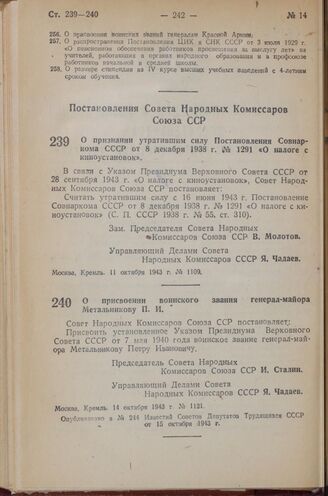 Ст. 239—240 — 242 — № 14
256. О присвоении воинских званий генералам Красной Армии.
257. О распространении Постановления ЦИК и СНК СССР от 3 июля 1929 г.
«О пенсионном обеспечении работников просвещения за выслугу лет» на
учителей, работающих в органах народного образования и в профсоюзе
работников начальной и средней школы.
258. О размере стипендии на IV курсе высших учебных заведений с 4-летним
сроком обучения.
Постановления Совета Народных Комиссаров
Союза ССР
239 О признании утратившим силу Постановления Совнар-
кома СССР от 8 декабря 1938 г. № 1291 «О налоге с
киноустановок».
В связи с Указом Президиума Верховного Совета СССР от
28 сентября 1943 г. «О налоге с киноустановок», Совет Народ-
ных Комиссаров Союза ССР постановляет:
Считать утратившим силу с 16 июня 1943 г. Постановление
Совнаркома СССР от 8 декабря 1938 г. № 1291 «О налоге с ки-
ноустановок» (С. П. СССР 1938 г. № 55, ст. 310).
Зам. Председателя Совета Народных
Комиссаров Союза ССР В. Молотов.
Управляющий Делами Совета
Народных Комиссаров СССР Я. Чадаев.
Москва, Кремль. 11 октября 1943 г. № 1109.
240 О присвоении воинского звания генерал-майора
Метальникову П. И.
Совет Народных Комиссаров Союза ССР постановляет:
Присвоить установленное Указом Президиума Верховного
Совета СССР от 7 мая 1940 года воинское звание генерал-май-
ора Метальникову Петру Ивановичу.
Председатель Совета Народных
Комиссаров Союза ССР И. Сталин.
Управляющий Делами Совета
Народных Комиссаров СССР Я. Чадаев.
Москва, Кремль. 14 октября 1943 г. № 1121.
Опубликовано в № 244 Известий Советов Депутатов Трудящихся СССР
от 15 октября 1943 г.